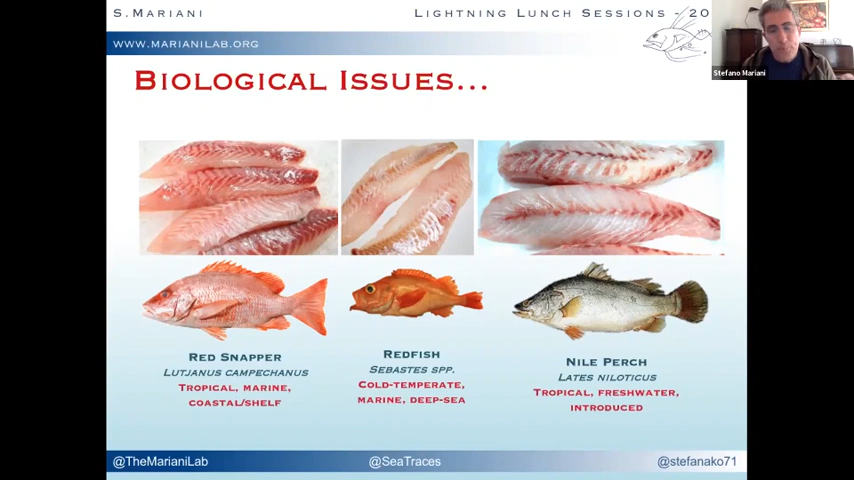 S.Mariani
Lightning Lunch Sessions - 20
www.marianilab.org
Stefano Mariani
Biological Issues...
Red Snapper
Lutjanus campechanus
Tropical, marine,
coastal/shelf
Redfish
Sebastes spp.
Cold-temperate,
marine, deep-sea
Nile Perch
Lates niloticus
Tropical, freshwater,
introduced
@TheMarianiLab
@SeaTraces
@stefanako71